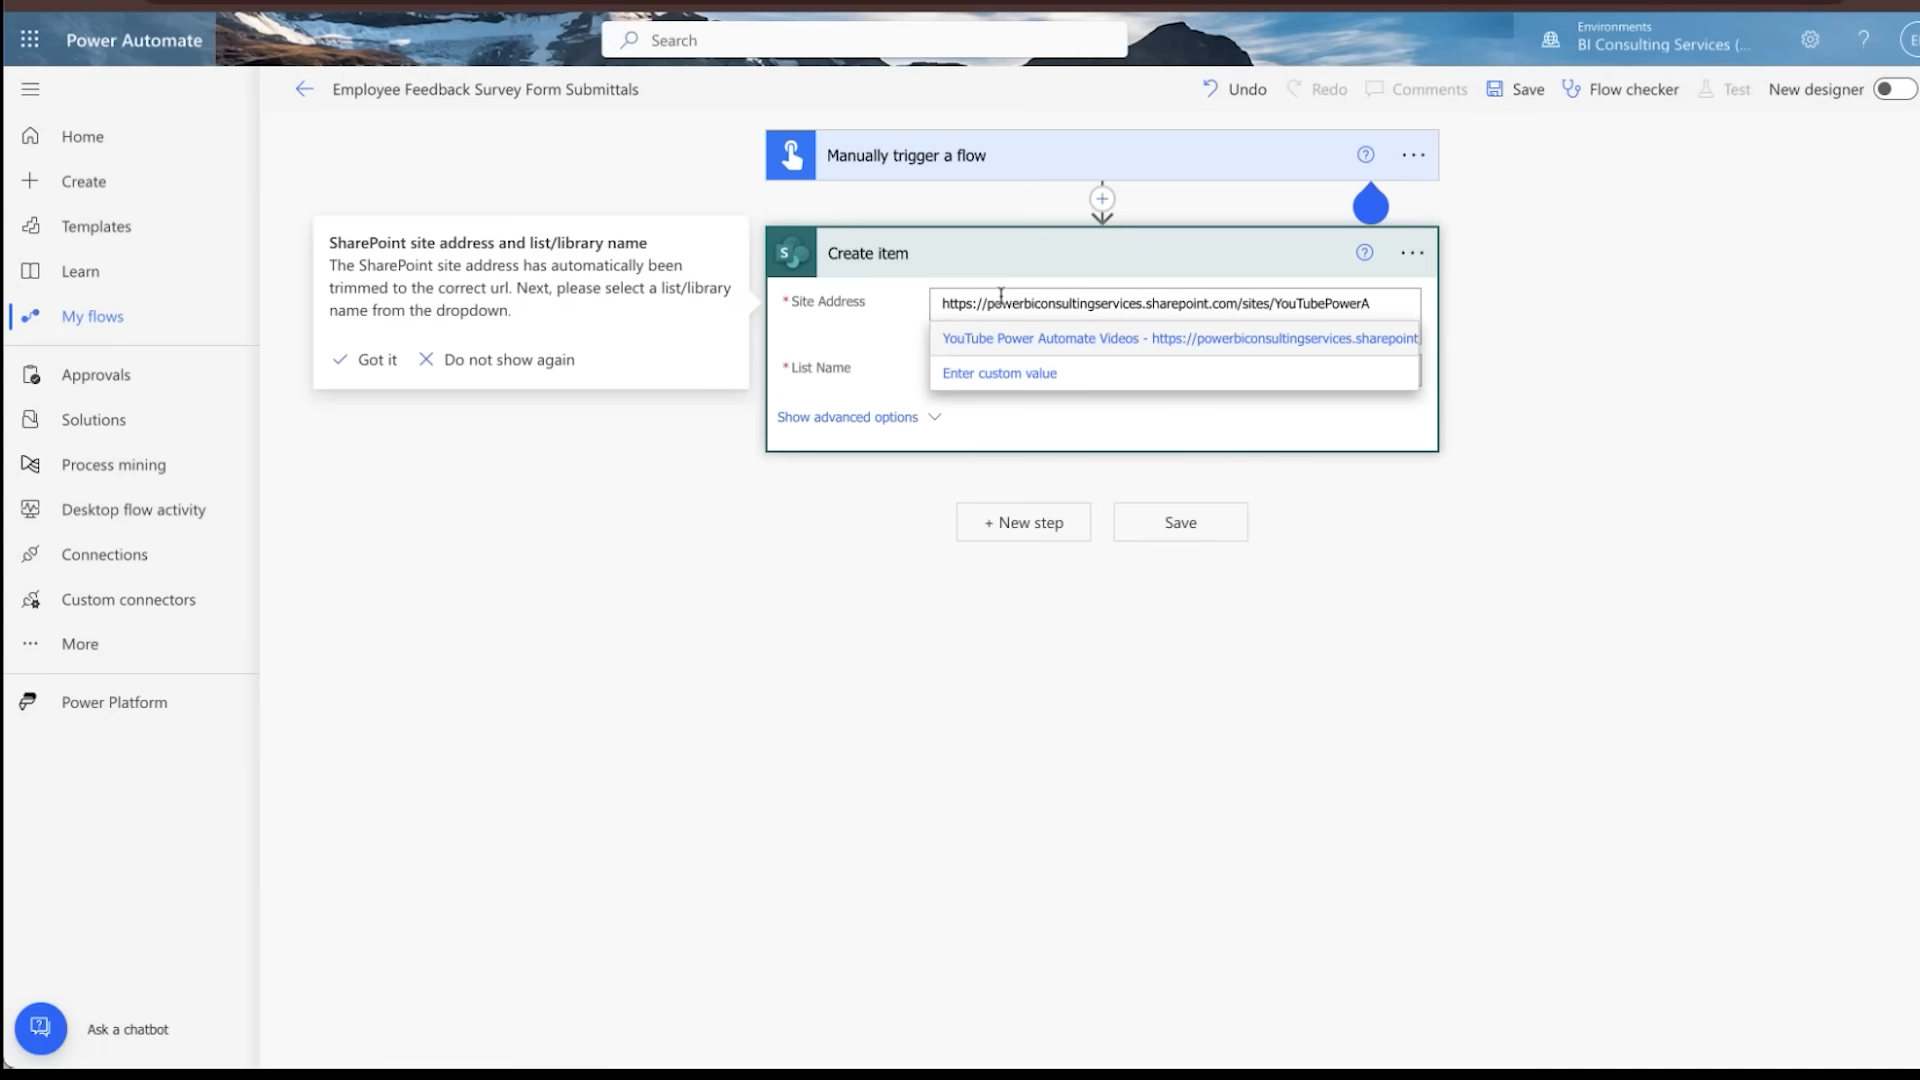 Power Automate
Search
Environments
BI Consulting Services (...
?
Employee Feedback Survey Form Submittals
Undo
Redo
Comments
Save
Flow checker
Test
New designer
Home
Create
Templates
Learn
My flows
Approvals
Solutions
Process mining
Desktop flow activity
Connections
Custom connectors
More
Power Platform
Ask a chatbot
Manually trigger a flow
SharePoint site address and list/library name
The SharePoint site address has automatically been
trimmed to the correct url. Next, please select a list/library
name from the dropdown.
Got it
Do not show again
S
Create item
*Site Address
https://powerbiconsultingservices.sharepoint.com/sites/YouTubePowerA
YouTube Power Automate Videos - https://powerbiconsultingservices.sharepoint
*List Name
Enter custom value
Show advanced options
+ New step
Save